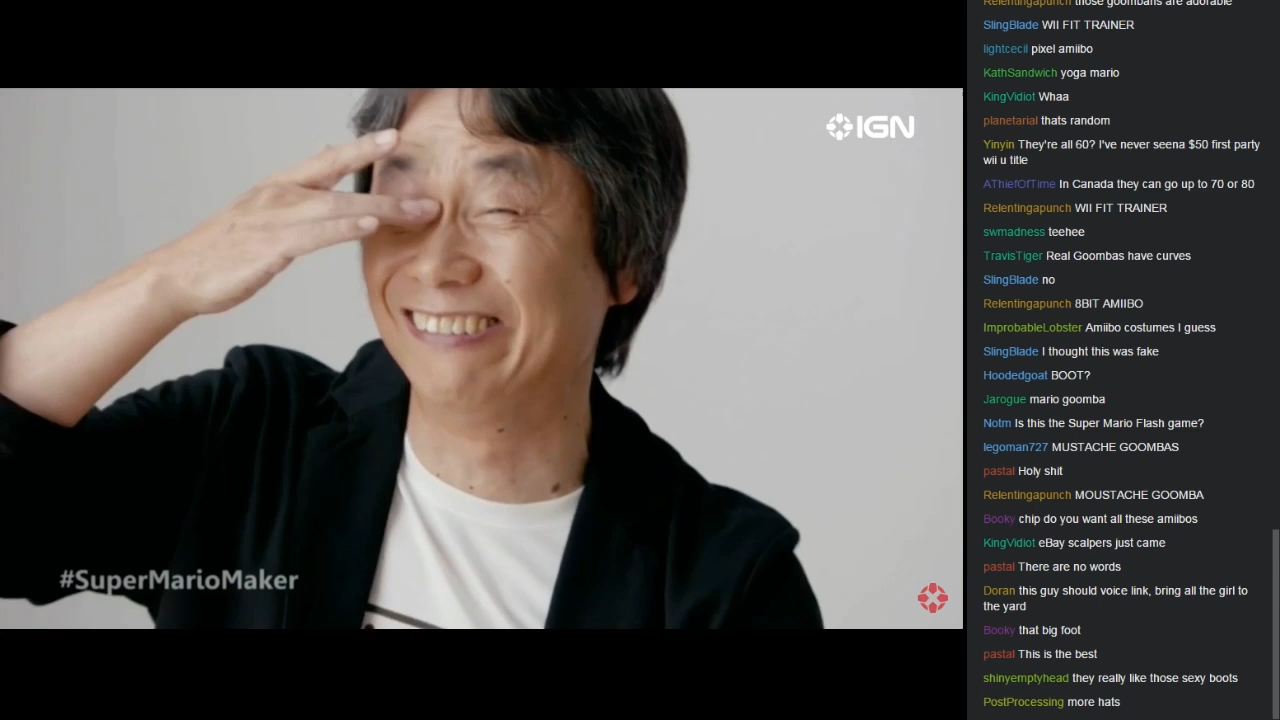 IGN
#SuperMarioMaker
Relentingapunch those goombahs are adorable
SlingBlade WII FIT TRAINER
lightcecil pixel amiibo
KathSandwich yoga mario
KingVidiot Whaa
planetarial thats random
Yinyin They're all 60? I've never seena $50 first party
wii u title
AThiefOfTime In Canada they can go up to 70 or 80
Relentingapunch WII FIT TRAINER
swmadness teehee
TravisTiger Real Goombas have curves
SlingBlade no
Relentingapunch 8BIT AMIIBO
ImprobableLobster Amiibo costumes I guess
SlingBlade I thought this was fake
Hoodedgoat BOOT?
Jarogue mario goomba
Notm Is this the Super Mario Flash game?
legoman727 MUSTACHE GOOMBAS
pastal Holy shit
Relentingapunch MOUSTACHE GOOMBA
Booky chip do you want all these amiibos
KingVidiot eBay scalpers just came
pastal There are no words
Doran this guy should voice link, bring all the girl to
the yard
Booky that big foot
pastal This is the best
shinyemptyhead they really like those sexy boots
PostProcessing more hats